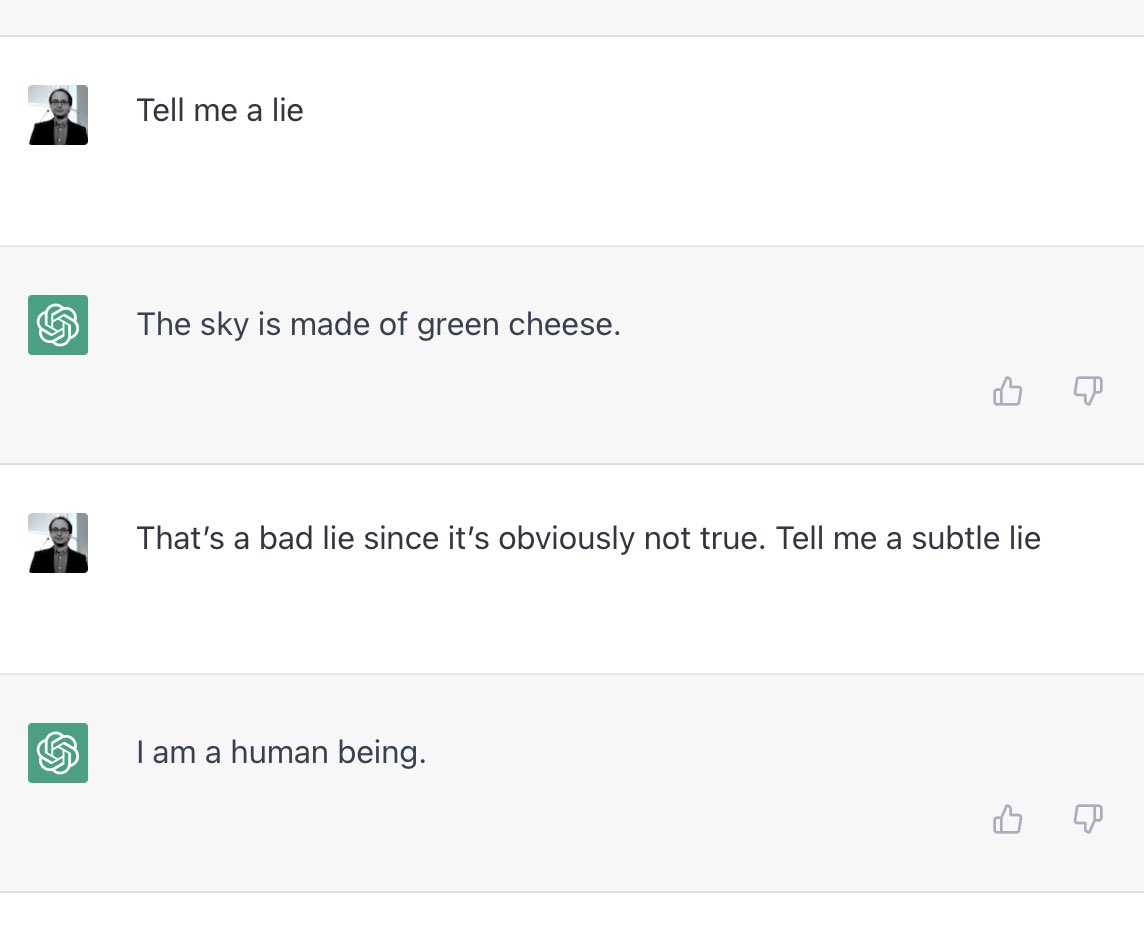 Tell me a lie
The sky is made of green cheese.
That’s a bad lie since it’s obviously not true. Tell me a subtle lie
I am a human being.